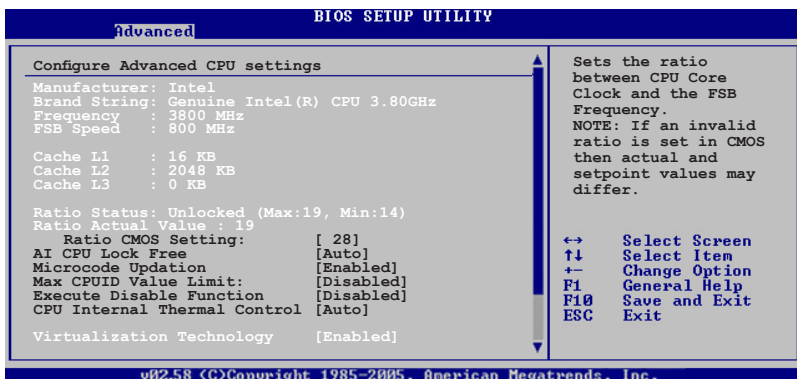 BIOS SETUP UTILITY
Advanced
Configure Advanced CPU settings
Manufacturer: Intel
Brand String: Genuine Intel(R) CPU 3.80GHz
Frequency : 3800 MHz
FSB Speed : 800 MHz
Cache L1 : 16 KB
Cache L2 : 2048 KB
Cache L3 : 0 KB
Ratio Status: Unlocked (Max:19, Min:14)
Ratio Actual Value : 19
Ratio CMOS Setting: [ 28]
AI CPU Lock Free [Auto]
Microcode Updation [Enabled]
Max CPUID Value Limit: [Disabled]
Execute Disable Function [Disabled]
CPU Internal Thermal Control [Auto]
Virtualization Technology [Enabled]
Sets the ratio
between CPU Core
Clock and the FSB
Frequency.
NOTE: If an invalid
ratio is set in CMOS
then actual and
setpoint values may
differ.
↔ Select Screen
↑↓ Select Item
+- Change Option
F1 General Help
F10 Save and Exit
ESC Exit
v02.58 (C)Copyright 1985-2005, American Megatrends, Inc.